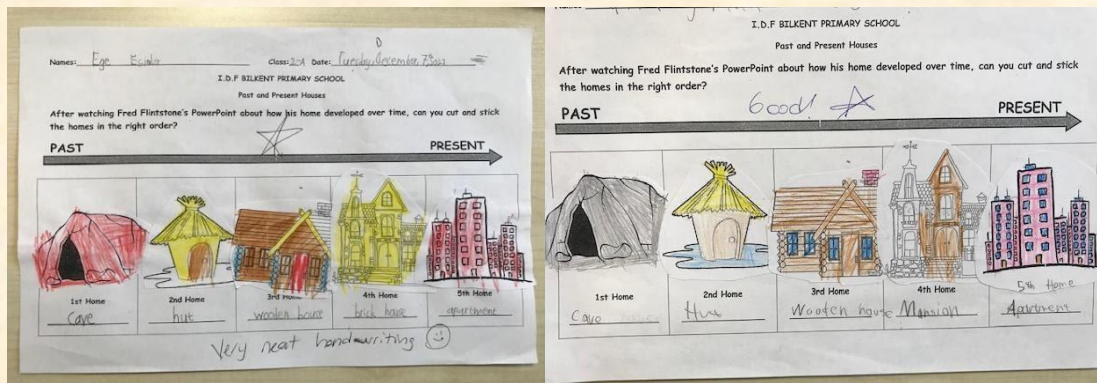 Names: Ege Class: 2A Date: Tuesday, December, 7, 2021
I.D.F BILKENT PRIMARY SCHOOL
Past and Present Houses
After watching Fred Flintstone's PowerPoint about how his home developed over time, can you cut and stick
the homes in the right order?
PAST PRESENT
1st Home 2nd Home 3rd Home 4th Home 5th Home
cave hut wooden house brick house apartment
Very neat handwriting
I.D.F BILKENT PRIMARY SCHOOL
Past and Present Houses
After watching Fred Flintstone's PowerPoint about how his home developed over time, can you cut and stick
the homes in the right order?
Good!
PAST PRESENT
1st Home 2nd Home 3rd Home 4th Home 5th Home
Cave Hut Wooden house Mansion Apartment